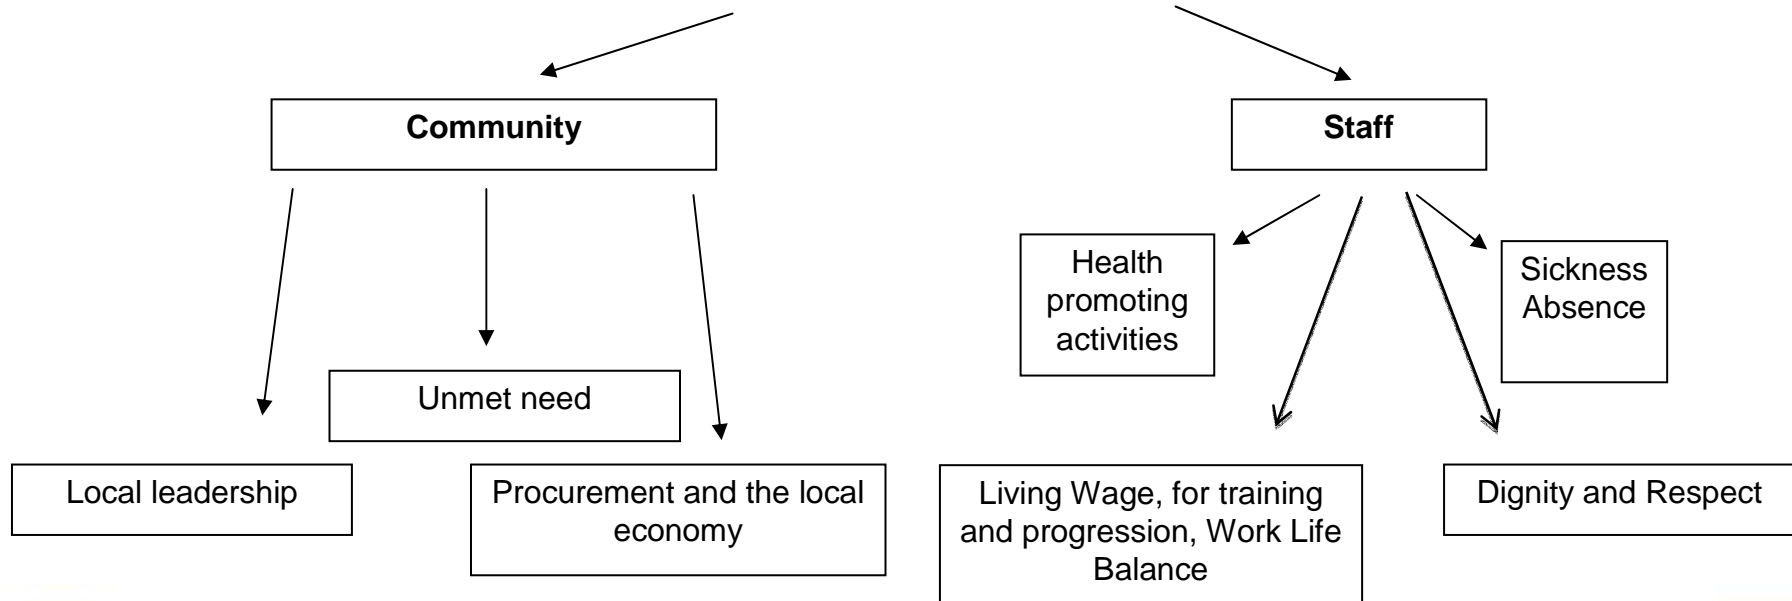 Community
Staff
Health
promoting
activities
Sickness
Absence
Unmet need
Local leadership
Procurement and the local
economy
Living Wage, for training
and progression, Work Life
Balance
Dignity and Respect